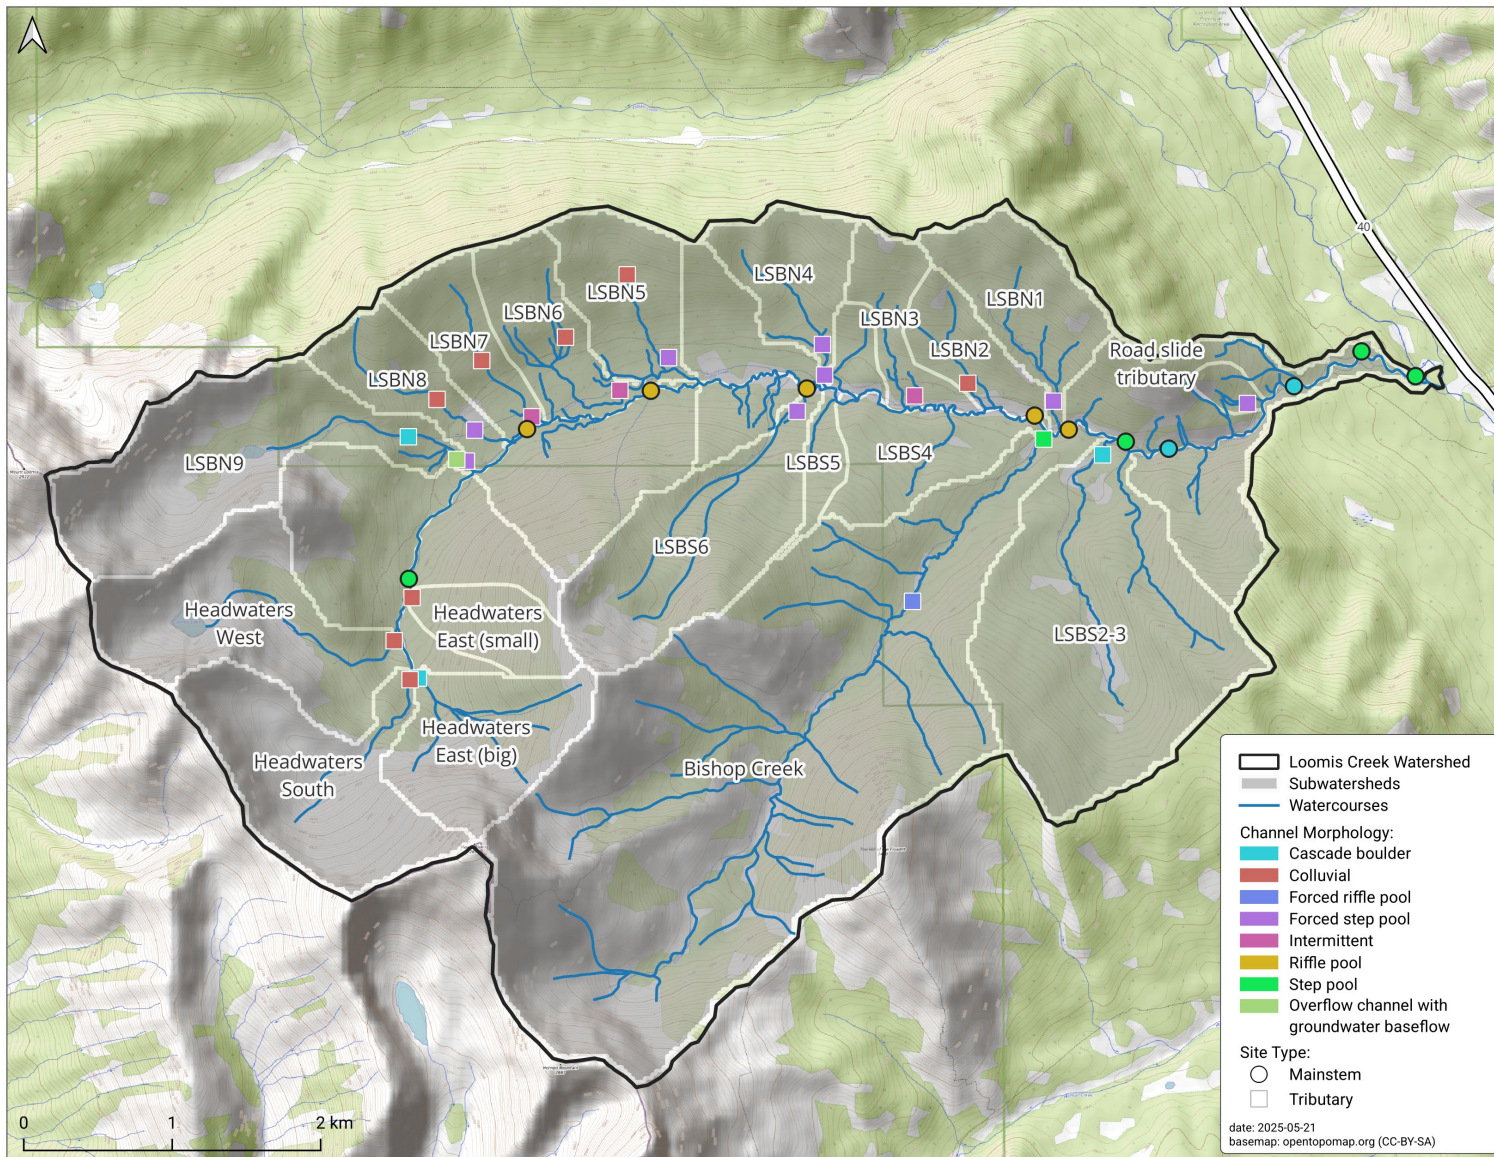 40
LSBN4
LSBN5
LSBN1
LSBN6
LSBN3
LSBN7
LSBN2
Road slide
tributary
LSBN8
LSBN9
LSBS5
LSBS4
LSBS6
Headwaters
West
Headwaters
East (small)
LSBS2-3
Headwaters
East (big)
Headwaters
South
Bishop Creek
Loomis Creek Watershed
Subwatersheds
Watercourses
Channel Morphology:
Cascade boulder
Colluvial
Forced riffle pool
Forced step pool
Intermittent
Riffle pool
Step pool
Overflow channel with
groundwater baseflow
Site Type:
Mainstem
Tributary
date: 2025-05-21
basemap: opentopomap.org (CC-BY-SA)
0 1 2 km